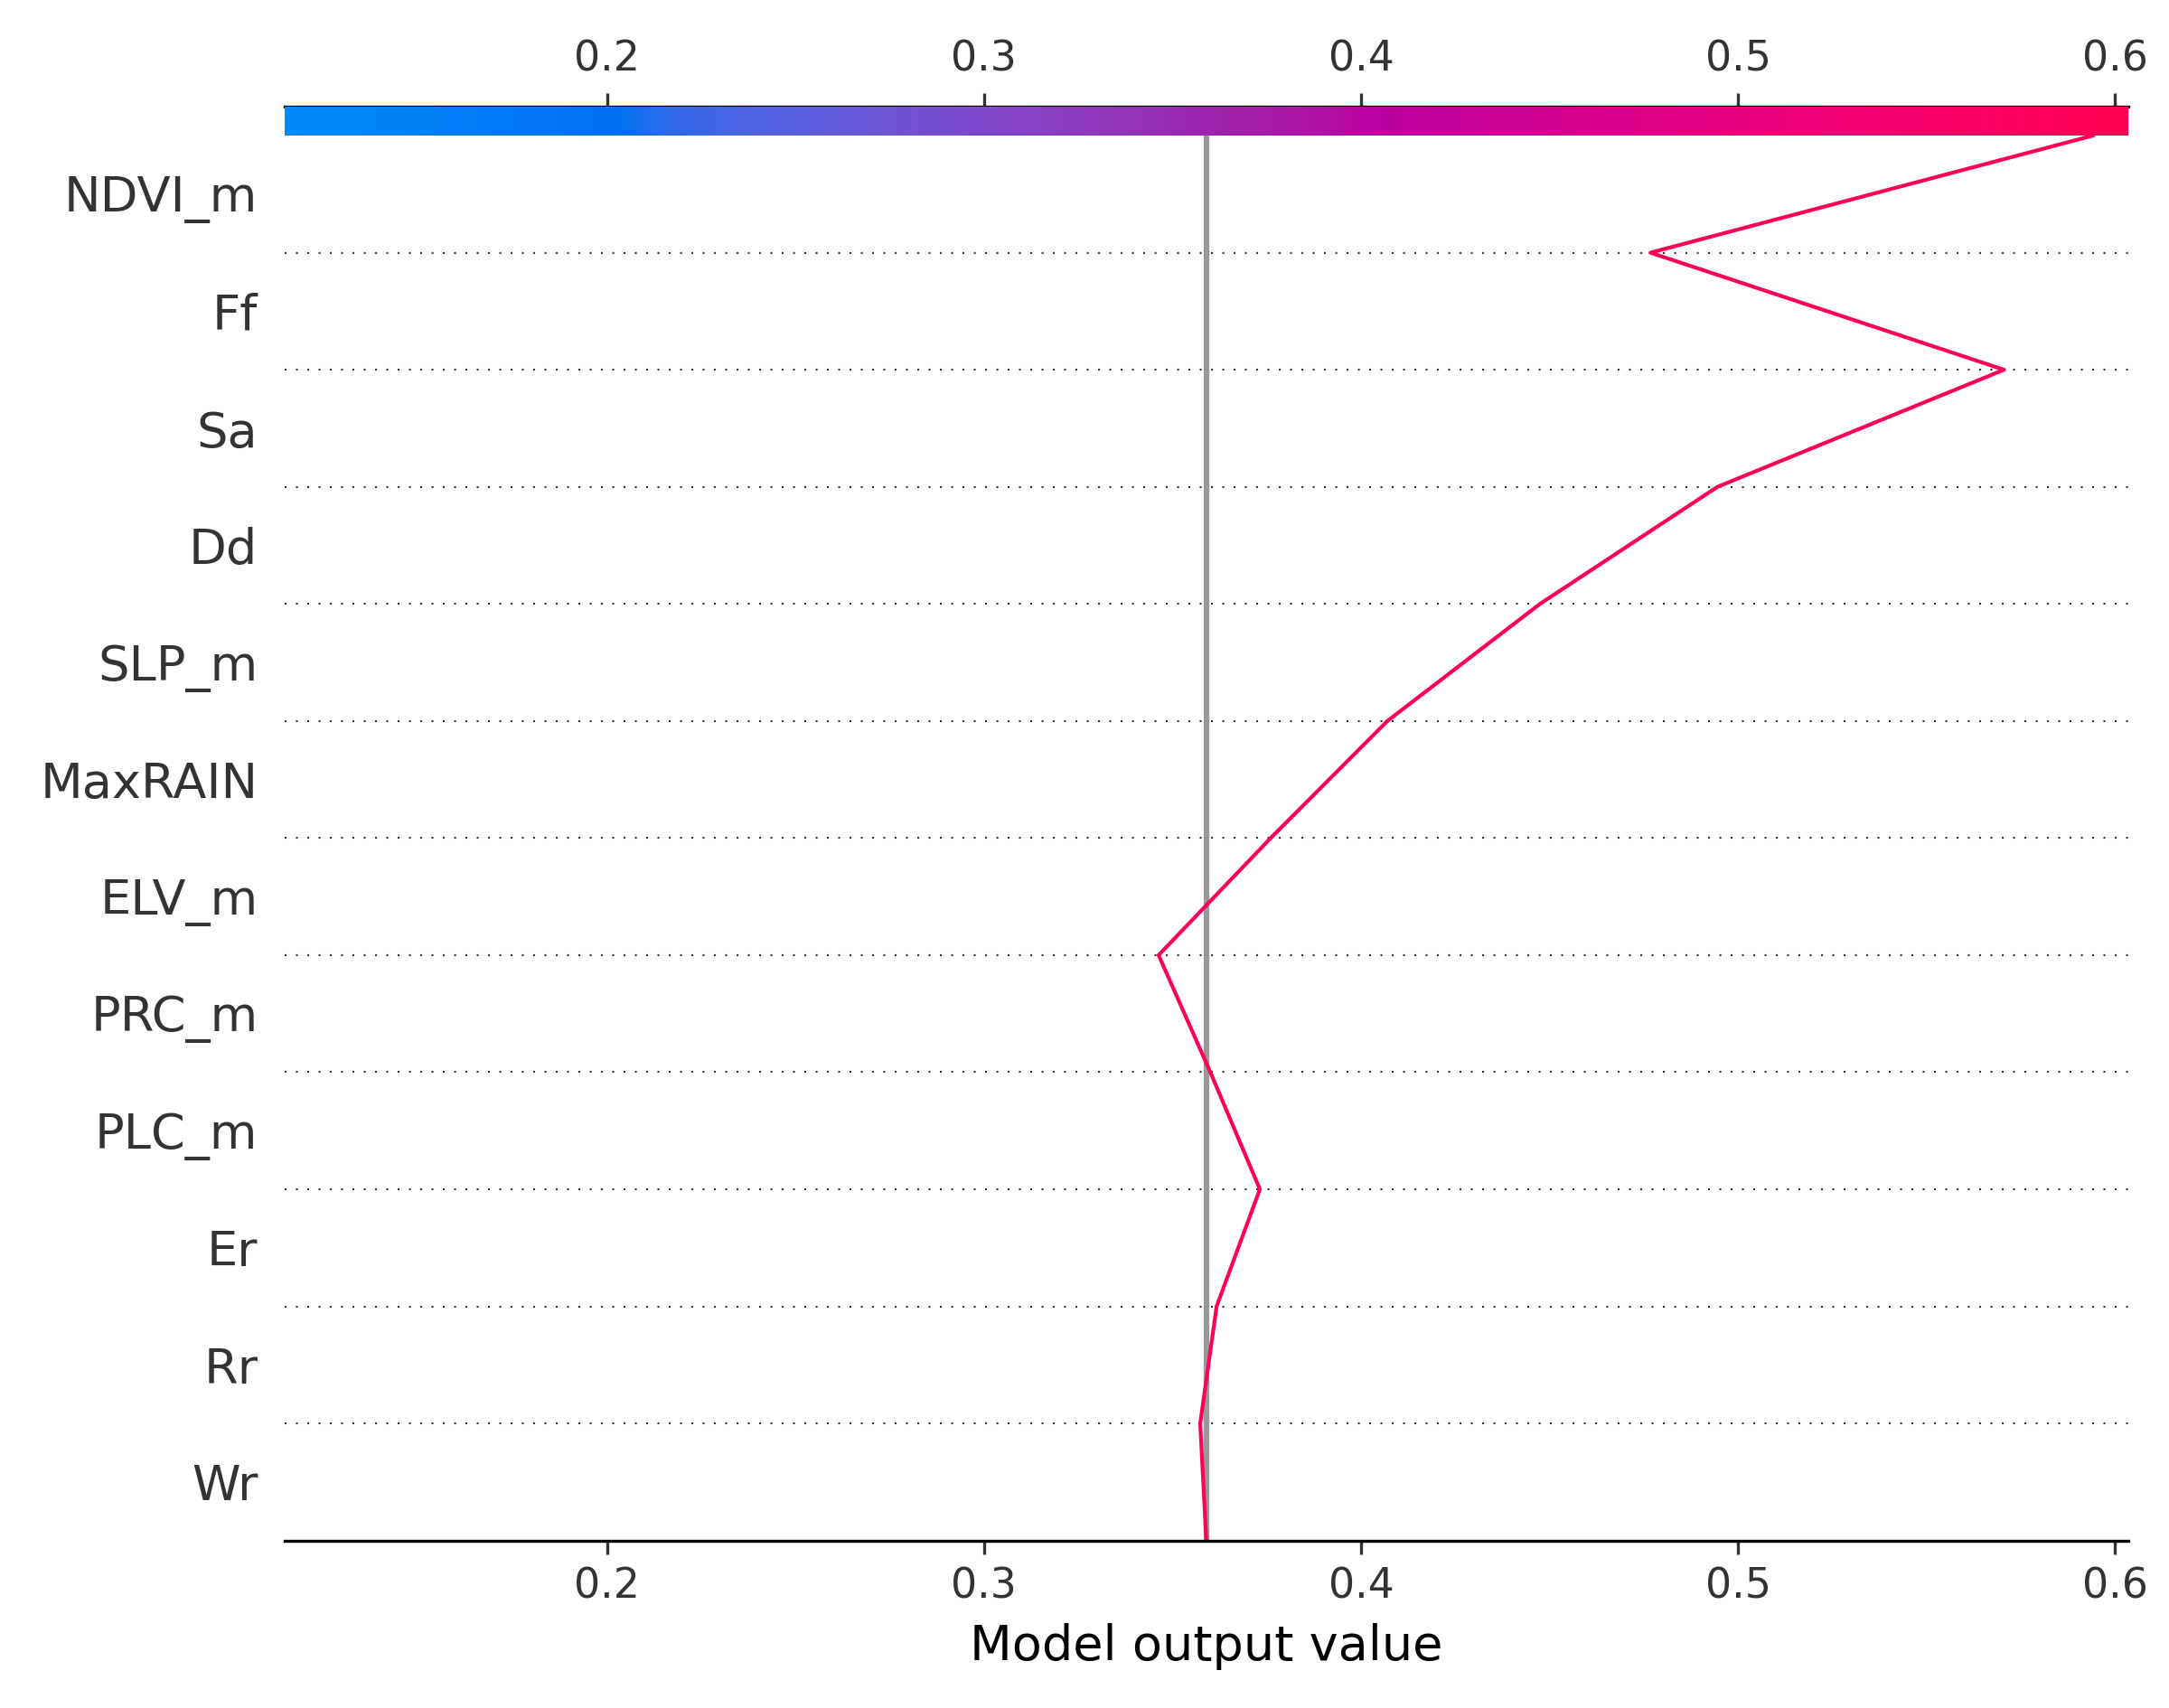 0.2 0.3 0.4 0.5 0.6
NDVI_m
Ff
Sa
Dd
SLP_m
MaxRAIN
ELV_m
PRC_m
PLC_m
Er
Rr
Wr
0.2 0.3 0.4 0.5 0.6
Model output value